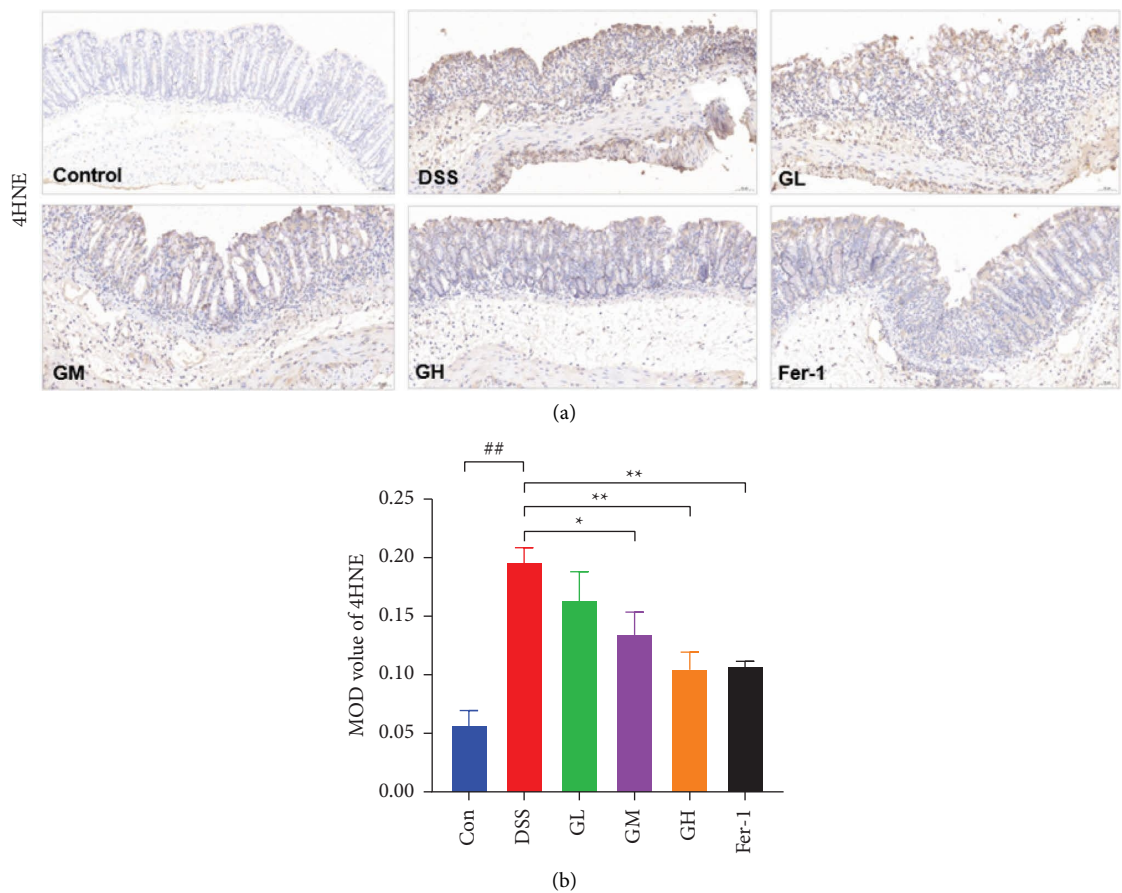 4HNE
Control
DSS
GL
GM
GH
Fer-1
(a)
##
**
**
*
MOD volue of 4HNE
0.25
0.20
0.15
0.10
0.05
0.00
Con
DSS
GL
GM
GH
Fer-1
(b)